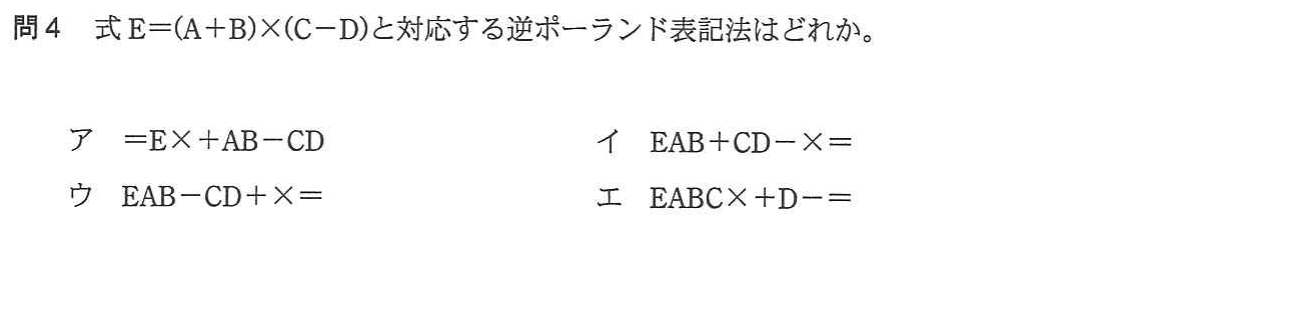 問4 式E=(A+B)×(C-D)と対応する逆ポーランド表記法はどれか。
ア =E×+AB-CD イ EAB+CD-×=
ウ EAB-CD+×= エ EABC×+D-=